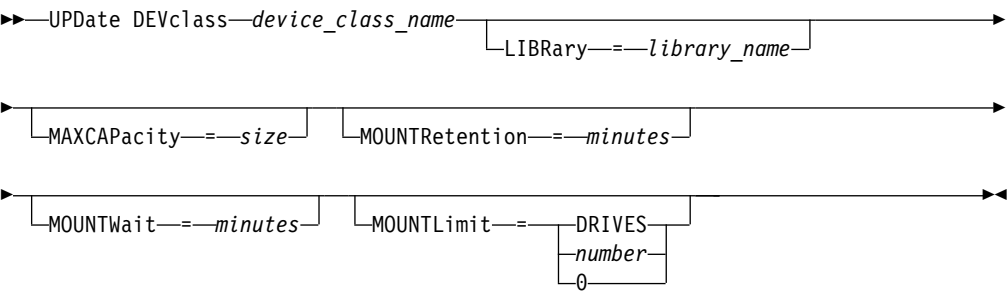 UPDate DEVclass device_class_name
LIBRary = library_name
MAXCAPacity = size MOUNTRetention = minutes
MOUNTWait = minutes MOUNTLimit = DRIVES
number
0